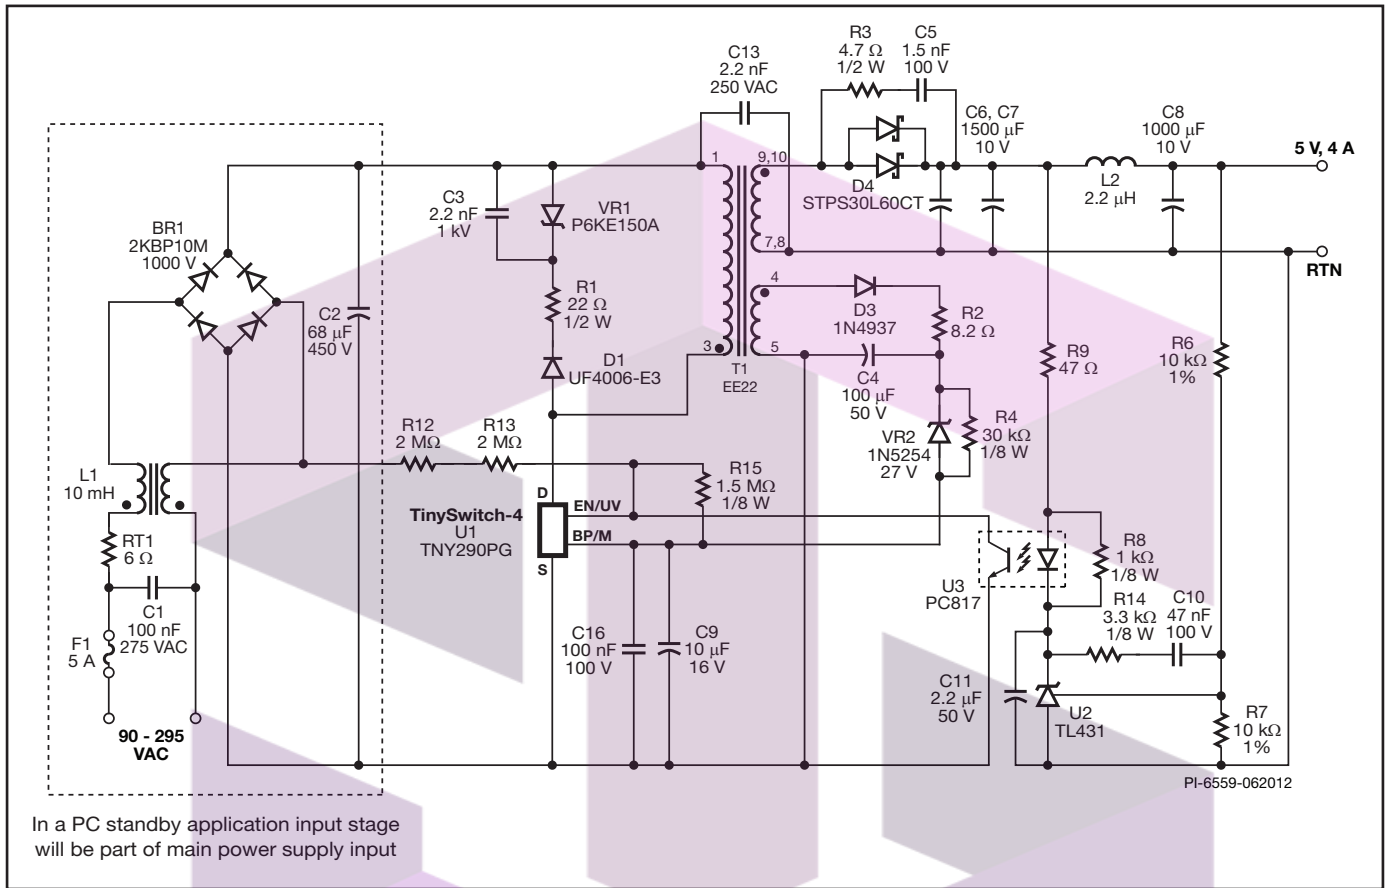 C13
2.2 nF
250 VAC
R3
4.7 Ω
1/2 W
C5
1.5 nF
100 V
C6, C7
1500 µF
10 V
C8
1000 µF
10 V
5 V, 4 A
1
9,10
D4
STPS30L60CT
L2
2.2 µH
C3
2.2 nF
1 kV
VR1
P6KE150A
BR1
2KBP10M
1000 V
7,8
RTN
4
D3
1N4937
R2
8.2 Ω
R1
22 Ω
1/2 W
C2
68 µF
450 V
3
5
T1
EE22
D1
UF4006-E3
C4
100 µF
50 V
R9
47 Ω
R6
10 kΩ
1%
R12
2 MΩ
R13
2 MΩ
VR2
1N5254
27 V
R4
30 kΩ
1/8 W
L1
10 mH
R15
1.5 MΩ
1/8 W
D
EN/UV
TinySwitch-4
U1
TNY290PG
BP/M
S
RT1
6 Ω
R8
1 kΩ
1/8 W
U3
PC817
C1
100 nF
275 VAC
F1
5 A
R14
3.3 kΩ
1/8 W
C10
47 nF
100 V
C16
100 nF
100 V
C9
10 µF
16 V
C11
2.2 µF
50 V
U2
TL431
R7
10 kΩ
1%
90 - 295
VAC
PI-6559-062012
In a PC standby application input stage
will be part of main power supply input